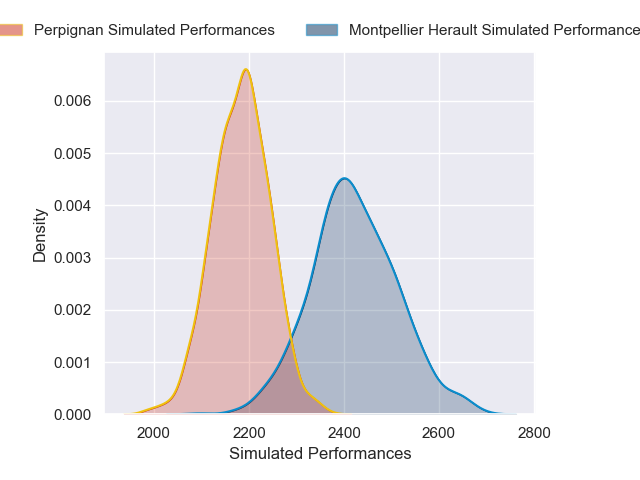 Perpignan Simulated Performances
Montpellier Herault Simulated Performance
0.006
0.005
0.004
0.003
0.002
0.001
0.000
Density
2000 2200 2400 2600 2800
Simulated Performances